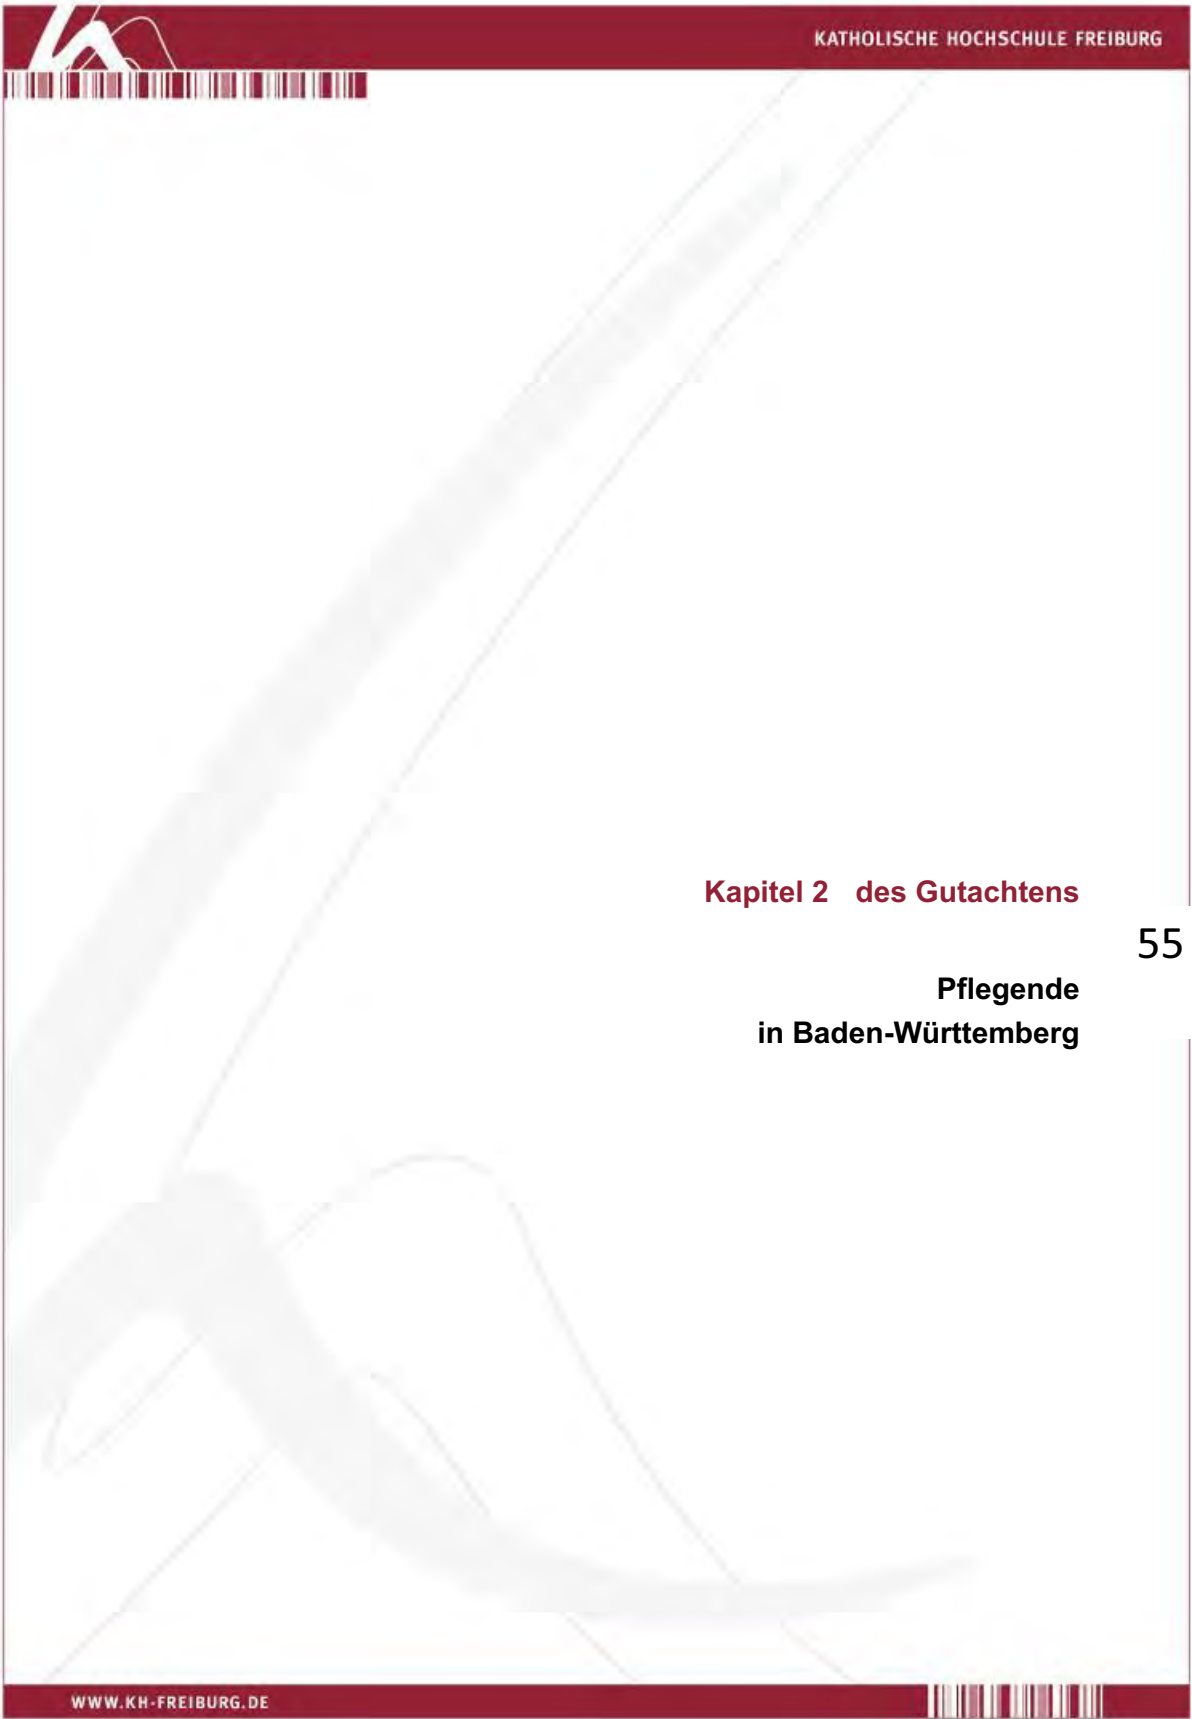 KATHOLISCHE HOCHSCHULE FREIBURG
Kapitel 2 des Gutachtens
55
Pflegende
in Baden-Württemberg
WWW.KH-FREIBURG.DE